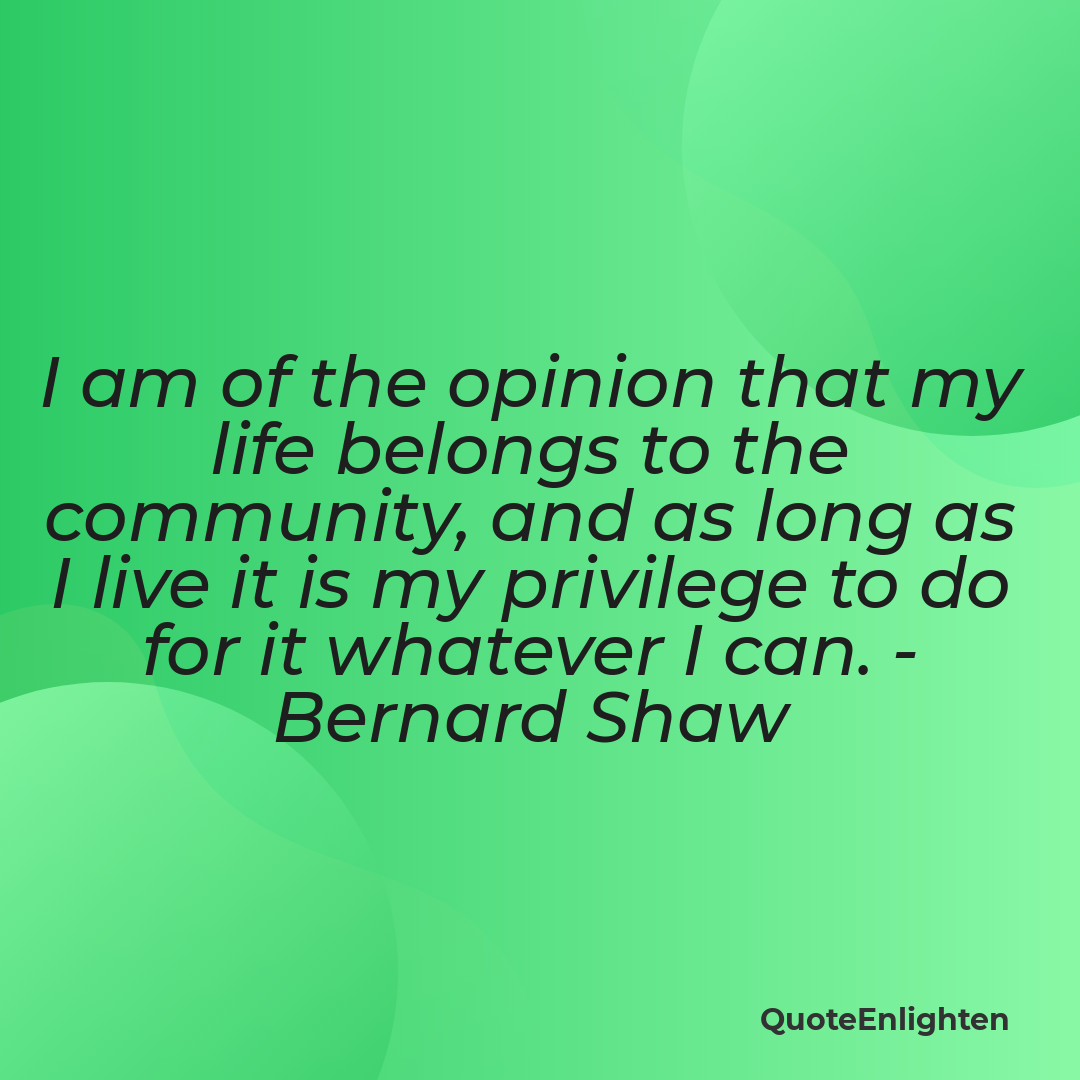 I am of the opinion that my
life belongs to the
community, and as long as
I live it is my privilege to do
for it whatever I can. -
Bernard Shaw
QuoteEnlighten